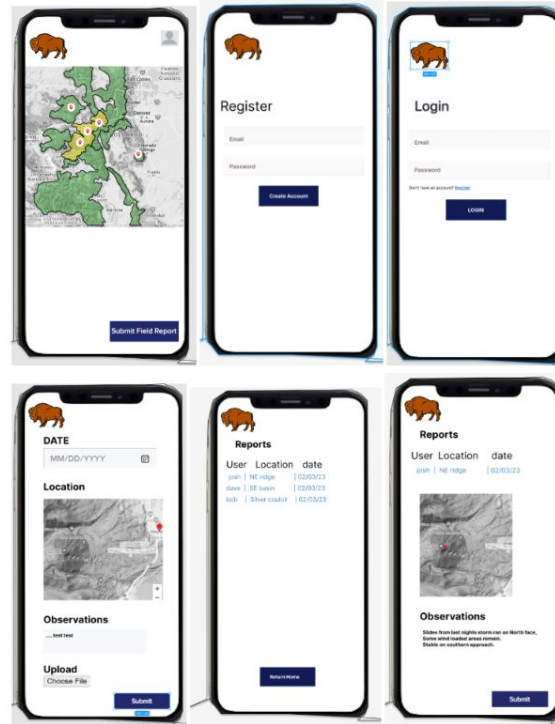 Denver
Aurora
Colorado
Springs
Submit Field Report
Register
Email
Password
Create Account
Login
Email
Password
Don't have an account? Register
LOGIN
DATE
MM/DD/YYYY
Location
Observations
.... test test
Upload
Choose File
Submit
Reports
User Location date
josh | NE ridge | 02/03/23
dave | SE basin | 02/03/23
bob | Silver couloir | 02/03/23
Return Home
Reports
User Location date
josh | NE ridge | 02/03/23
Observations
Slides from last nights storm ran on North face,
Some wind loaded areas remain.
Stable on southern approach.
Submit